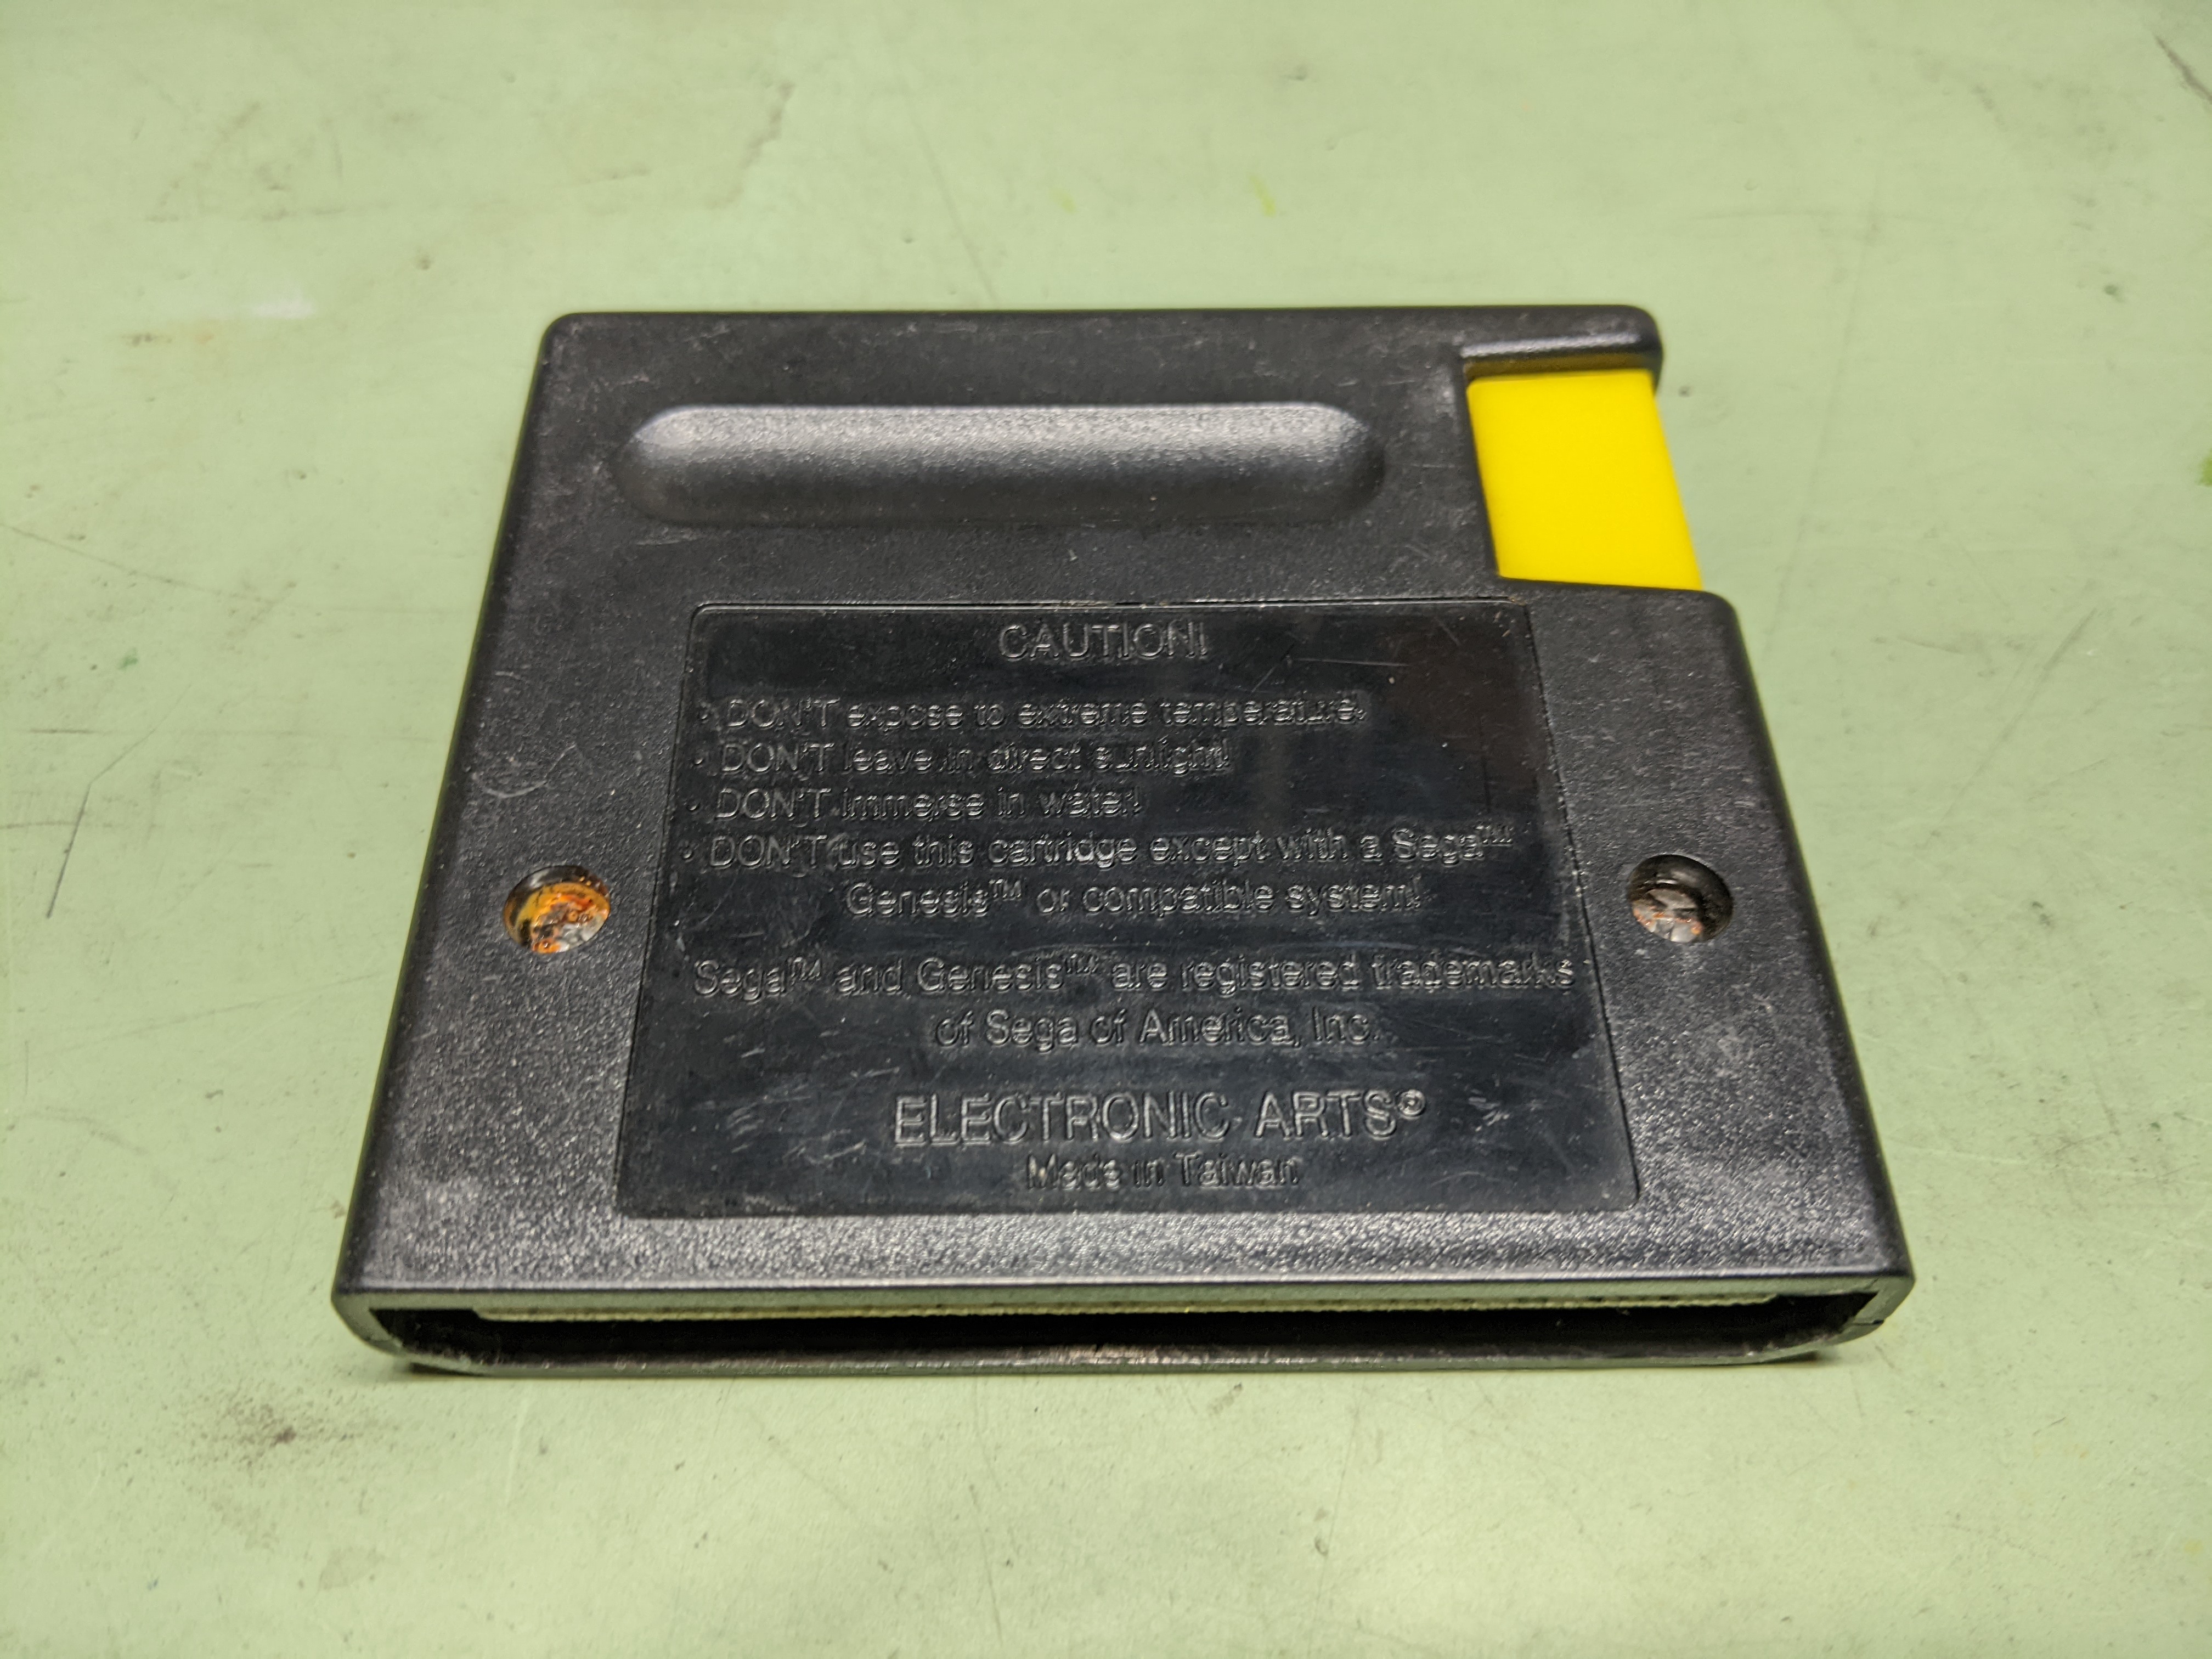 CAUTION!
· DON'T expose to extreme temperature!
· DON'T leave in direct sunlight!
· DON'T immerse in water!
· DON'T use this cartridge except with a Sega™
Genesis™ or compatible system!
Sega™ and Genesis™ are registered trademarks
of Sega of America, Inc.
ELECTRONIC ARTS®
Made in Taiwan